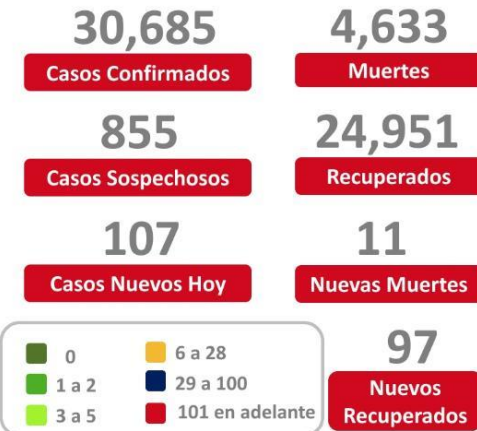 30,685
Casos Confirmados
4,633
Muertes
855
Casos Sospechosos
24,951
Recuperados
107
Casos Nuevos Hoy
11
Nuevas Muertes
0
1 a 2
3 a 5
6 a 28
29 a 100
101 en adelante
97
Nuevos
Recuperados